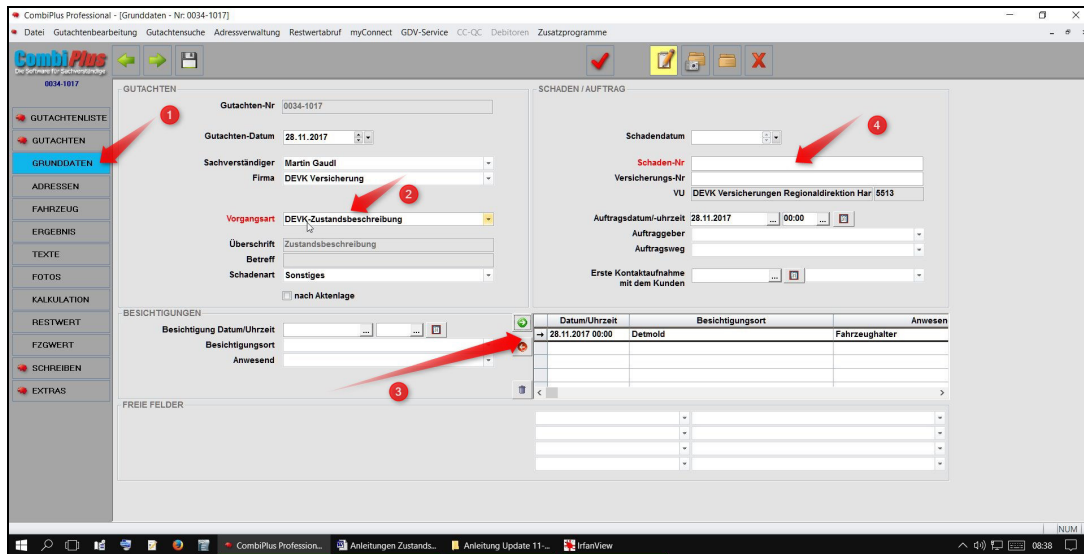 CombiPlus Professional - [Grunddaten - Nr: 0034-1017]
Datei Gutachtenbearbeitung Gutachtensuche Adressverwaltung Restwertabruf myConnect GDV-Service CC-QC Debitoren Zusatzprogramme
CombiPlus
Die Software für Sachverständige
0034-1017
GUTACHTENLISTE
GUTACHTEN
GRUNDDATEN
ADRESSEN
FAHRZEUG
ERGEBNIS
TEXTE
FOTOS
KALKULATION
RESTWERT
FZGWERT
SCHREIBEN
EXTRAS
GUTACHTEN
Gutachten-Nr 0034-1017
1
Gutachten-Datum 28.11.2017
Sachverständiger Martin Gaudl
Firma DEVK Versicherung
2
Vorgangsart DEVK-Zustandsbeschreibung
Überschrift Zustandsbeschreibung
Betreff
Schadenart Sonstiges
nach Aktenlage
SCHADEN / AUFTRAG
4
Schadendatum
Schaden-Nr
Versicherungs-Nr
VU DEVK Versicherungen Regionaldirektion Har 5513
Auftragsdatum/-uhrzeit 28.11.2017 ... 00:00 ...
Auftraggeber
Auftragsweg
Erste Kontaktaufnahme ...
mit dem Kunden
BESICHTIGUNGEN
Besichtigung Datum/Uhrzeit ... ...
Besichtigungsort
Anwesend
3
Datum/Uhrzeit Besichtigungsort Anwesen
28.11.2017 00:00 Detmold Fahrzeughalter
FREIE FELDER
NUM
CombiPlus Profession... Anleitungen Zustands... Anleitung Update 11-... IrfanView 08:38